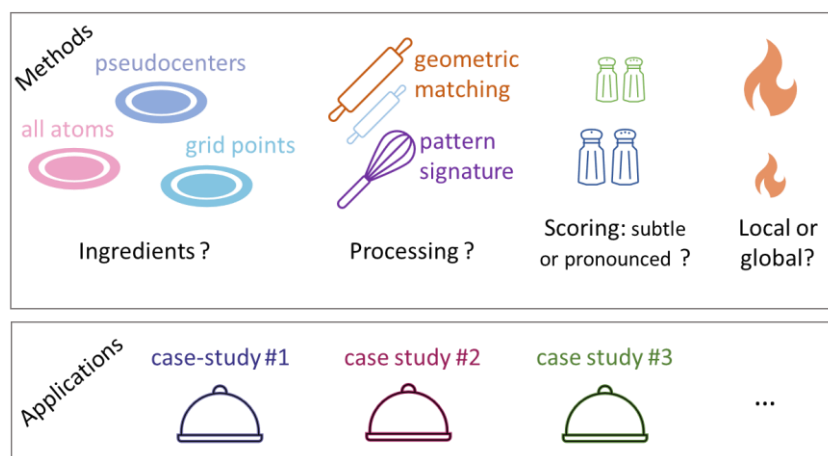 Methods
pseudocenters
all atoms
grid points
Ingredients ?
geometric
matching
pattern
signature
Processing ?
Scoring: subtle
or pronounced ?
Local or
global?
Applications
case-study #1
case study #2
case study #3
...